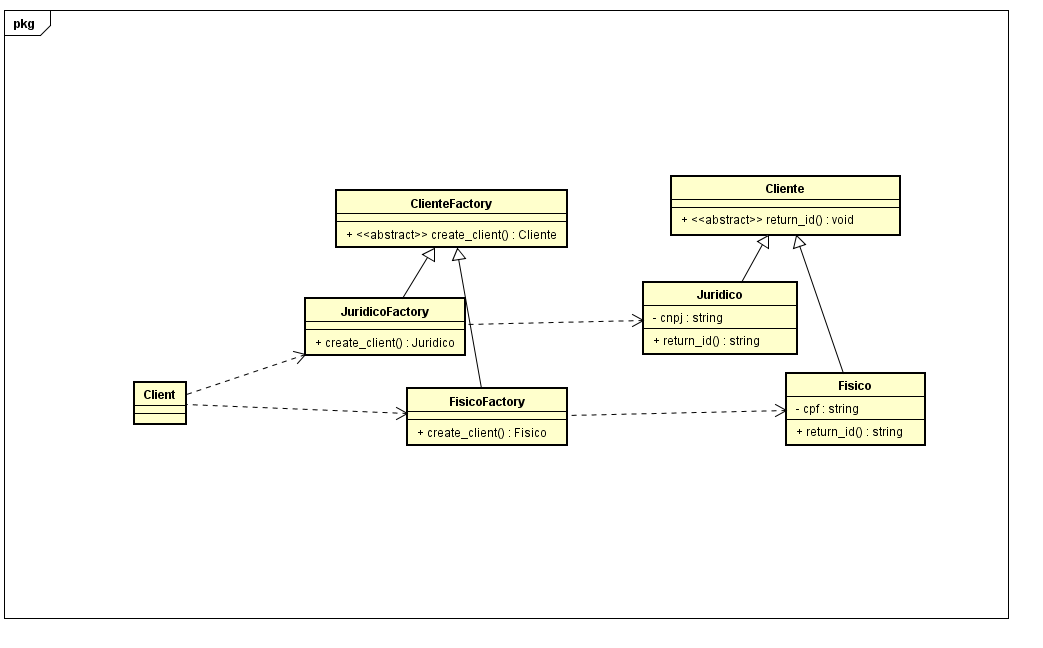 pkg
ClienteFactory
+ <<abstract>> create_client() : Cliente
Cliente
+ <<abstract>> return_id() : void
JuridicoFactory
+ create_client() : Juridico
Juridico
- cnpj : string
+ return_id() : string
Client
FisicoFactory
+ create_client() : Fisico
Fisico
- cpf : string
+ return_id() : string